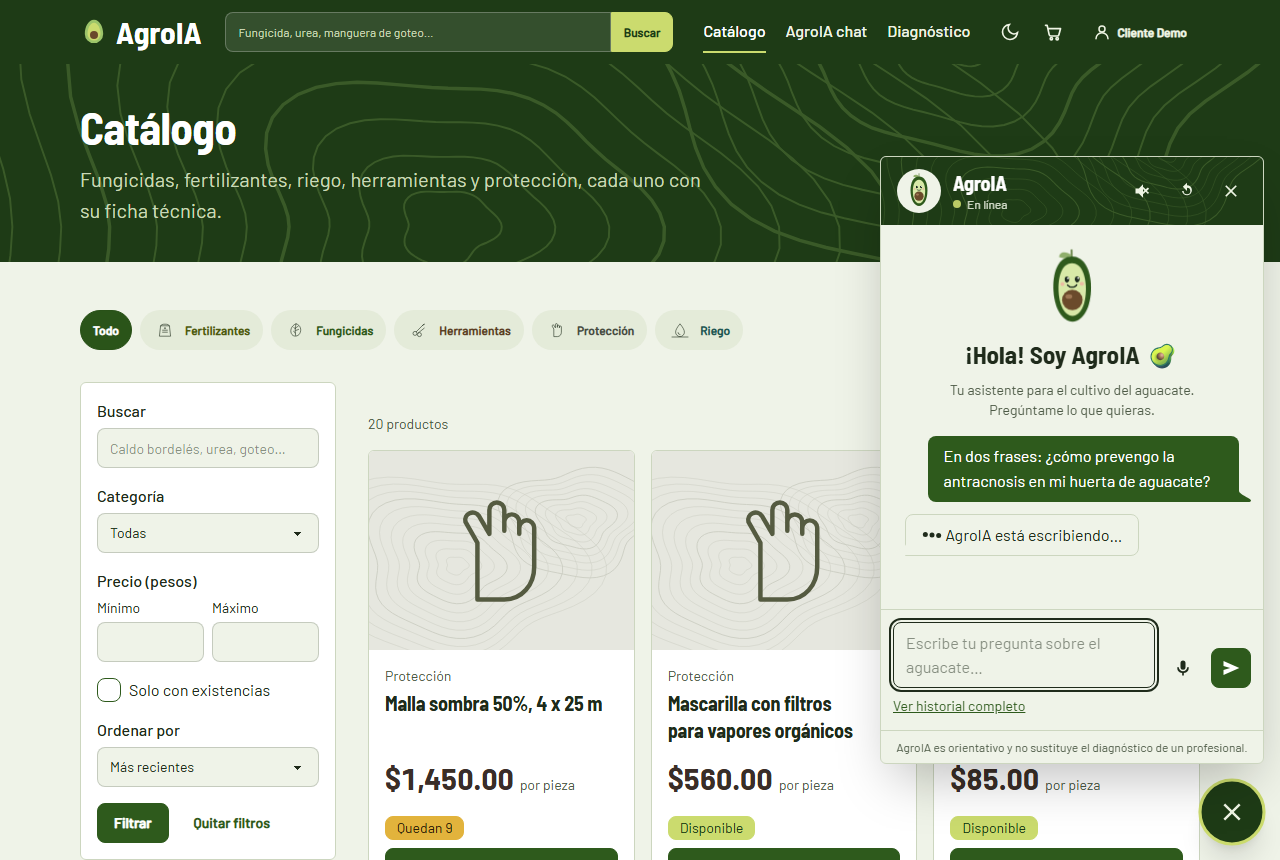 AgroIA
Fungicida, urea, manguera de goteo...
Buscar
Catálogo
AgroIA chat
Diagnóstico
Cliente Demo
Catálogo
Fungicidas, fertilizantes, riego, herramientas y protección, cada uno con
su ficha técnica.
Todo
Fertilizantes
Fungicidas
Herramientas
Protección
Riego
Buscar
Caldo bordelés, urea, goteo...
Categoría
Todas
Precio (pesos)
Mínimo
Máximo
Solo con existencias
Ordenar por
Más recientes
Filtrar
Quitar filtros
20 productos
Protección
Malla sombra 50%, 4 x 25 m
$1,450.00 por pieza
Quedan 9
Protección
Mascarilla con filtros
para vapores orgánicos
$560.00 por pieza
Disponible
$85.00 por pieza
Disponible
AgroIA
En línea
¡Hola! Soy AgroIA 🥑
Tu asistente para el cultivo del aguacate.
Pregúntame lo que quieras.
En dos frases: ¿cómo prevengo la
antracnosis en mi huerta de aguacate?
AgroIA está escribiendo...
Escribe tu pregunta sobre el
aguacate...
Ver historial completo
AgroIA es orientativo y no sustituye el diagnóstico de un profesional.